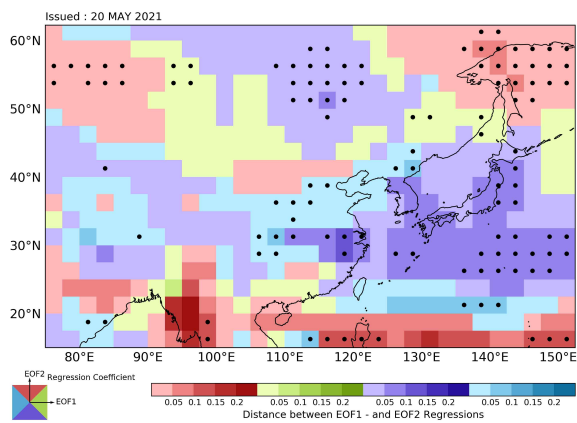 Issued : 20 MAY 2021
60°N
50°N
40°N
30°N
20°N
80°E 90°E 100°E 110°E 120°E 130°E 140°E 150°E
EOF2
Regression Coefficient
EOF1
0.05 0.1 0.15 0.2 0.05 0.1 0.15 0.2 0.05 0.1 0.15 0.2 0.05 0.1 0.15 0.2
Distance between EOF1 - and EOF2 Regressions